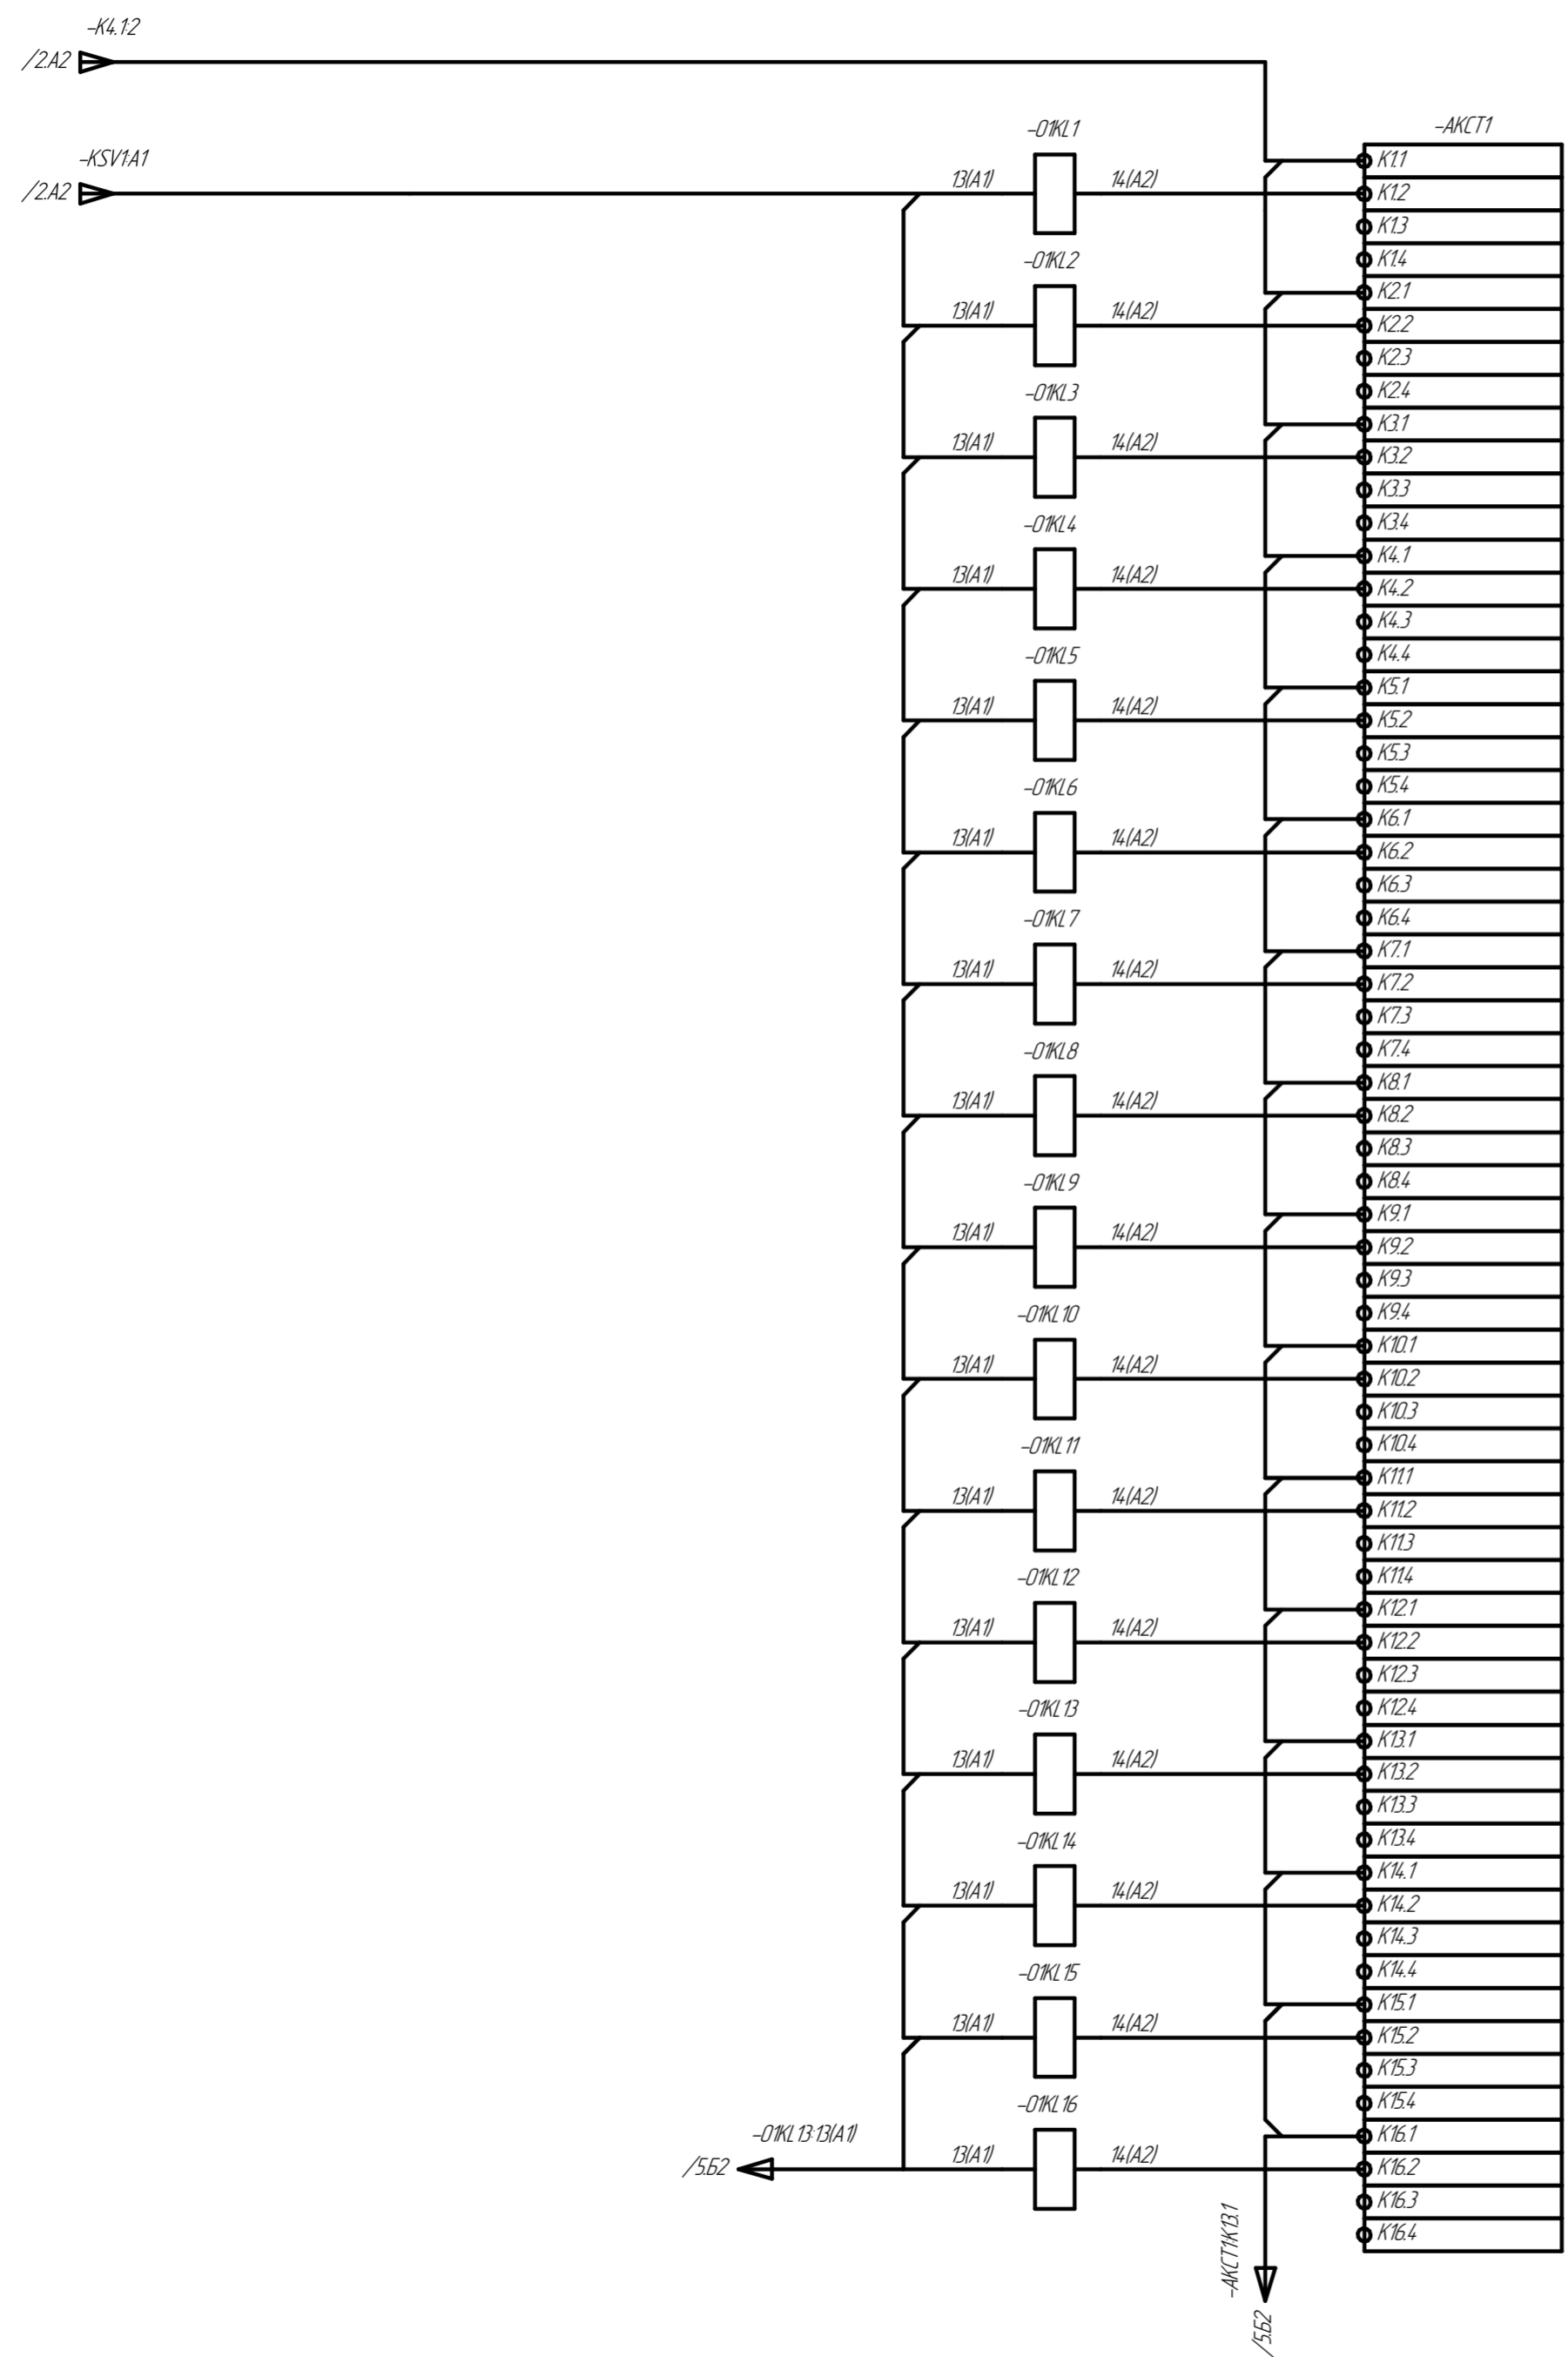 -K4.1:2
/2.A2
-KSV1:A1
/2.A2
-01KL1
13(A1) 14(A2)
-01KL2
13(A1) 14(A2)
-01KL3
13(A1) 14(A2)
-01KL4
13(A1) 14(A2)
-01KL5
13(A1) 14(A2)
-01KL6
13(A1) 14(A2)
-01KL7
13(A1) 14(A2)
-01KL8
13(A1) 14(A2)
-01KL9
13(A1) 14(A2)
-01KL10
13(A1) 14(A2)
-01KL11
13(A1) 14(A2)
-01KL12
13(A1) 14(A2)
-01KL13
13(A1) 14(A2)
-01KL14
13(A1) 14(A2)
-01KL15
13(A1) 14(A2)
-01KL16
13(A1) 14(A2)
-01KL13:13(A1)
/5.Б2
-АКСТ1:K13.1
/5.Б2
-АКСТ1
K1.1
K1.2
K1.3
K1.4
K2.1
K2.2
K2.3
K2.4
K3.1
K3.2
K3.3
K3.4
K4.1
K4.2
K4.3
K4.4
K5.1
K5.2
K5.3
K5.4
K6.1
K6.2
K6.3
K6.4
K7.1
K7.2
K7.3
K7.4
K8.1
K8.2
K8.3
K8.4
K9.1
K9.2
K9.3
K9.4
K10.1
K10.2
K10.3
K10.4
K11.1
K11.2
K11.3
K11.4
K12.1
K12.2
K12.3
K12.4
K13.1
K13.2
K13.3
K13.4
K14.1
K14.2
K14.3
K14.4
K15.1
K15.2
K15.3
K15.4
K16.1
K16.2
K16.3
K16.4